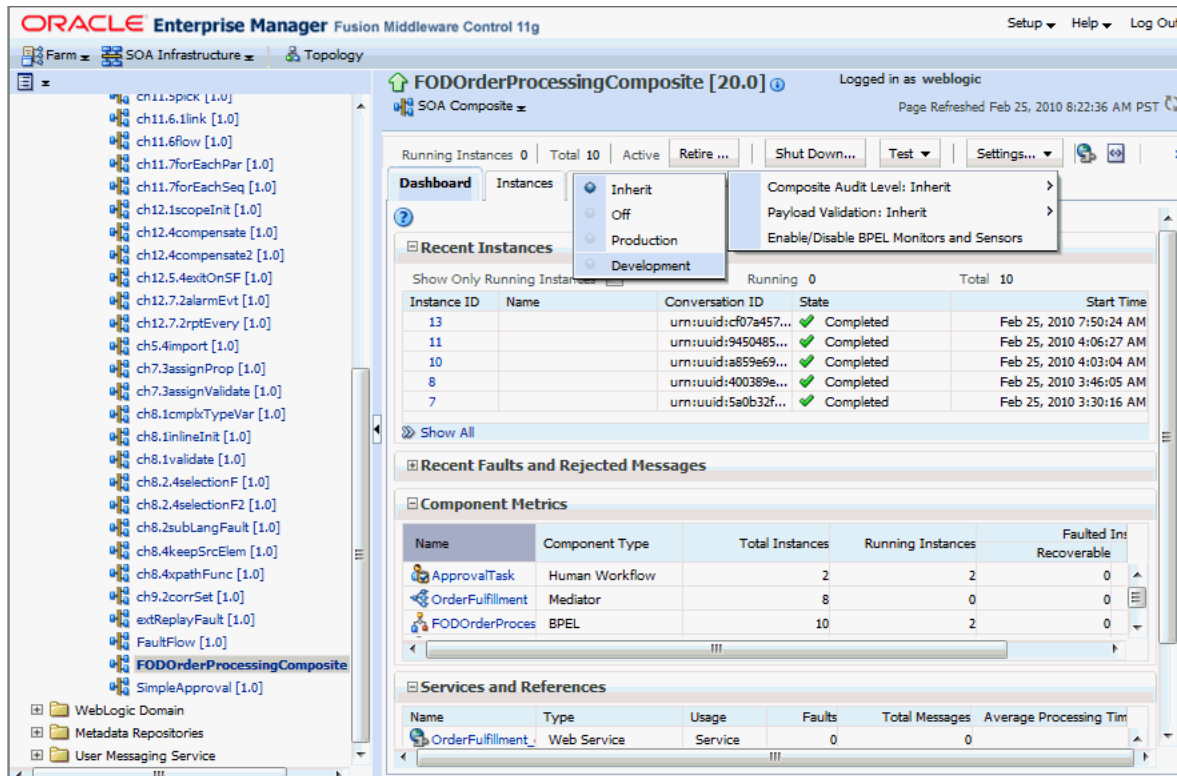 ORACLE Enterprise Manager Fusion Middleware Control 11g
Setup Help Log Out
Farm SOA Infrastructure Topology
ch11.5pick [1.0]
ch11.6.1link [1.0]
ch11.6flow [1.0]
ch11.7forEachPar [1.0]
ch11.7forEachSeq [1.0]
ch12.1scopeInit [1.0]
ch12.4compensate [1.0]
ch12.4compensate2 [1.0]
ch12.5.4exitOnSF [1.0]
ch12.7.2alarmEvt [1.0]
ch12.7.2rptEvery [1.0]
ch5.4import [1.0]
ch7.3assignProp [1.0]
ch7.3assignValidate [1.0]
ch8.1cmplxTypeVar [1.0]
ch8.1inlineInit [1.0]
ch8.1validate [1.0]
ch8.2.4selectionF [1.0]
ch8.2.4selectionF2 [1.0]
ch8.2subLangFault [1.0]
ch8.4keepSrcElem [1.0]
ch8.4xpathFunc [1.0]
ch9.2corrSet [1.0]
extReplayFault [1.0]
FaultFlow [1.0]
FODOrderProcessingComposite
SimpleApproval [1.0]
WebLogic Domain
Metadata Repositories
User Messaging Service
FODOrderProcessingComposite [20.0]
Logged in as weblogic
SOA Composite
Page Refreshed Feb 25, 2010 8:22:36 AM PST
Running Instances 0 Total 10 Active Retire ... Shut Down... Test Settings...
Dashboard Instances
Inherit
Off
Production
Development
Composite Audit Level: Inherit
Payload Validation: Inherit
Enable/Disable BPEL Monitors and Sensors
Recent Instances
Show Only Running Instances Running 0 Total 10
Instance ID Name Conversation ID State Start Time
13 urn:uuid:cf07a457... Completed Feb 25, 2010 7:50:24 AM
11 urn:uuid:9450485... Completed Feb 25, 2010 4:06:27 AM
10 urn:uuid:a859e69... Completed Feb 25, 2010 4:03:04 AM
8 urn:uuid:400389e... Completed Feb 25, 2010 3:46:05 AM
7 urn:uuid:5a0b32f... Completed Feb 25, 2010 3:30:16 AM
Show All
Recent Faults and Rejected Messages
Component Metrics
Name Component Type Total Instances Running Instances Faulted Ins
Recoverable
ApprovalTask Human Workflow 2 2 0
OrderFulfillment Mediator 8 0 0
FODOrderProces BPEL 10 2 0
Services and References
Name Type Usage Faults Total Messages Average Processing Tim
OrderFulfillment_ Web Service Service 0 0